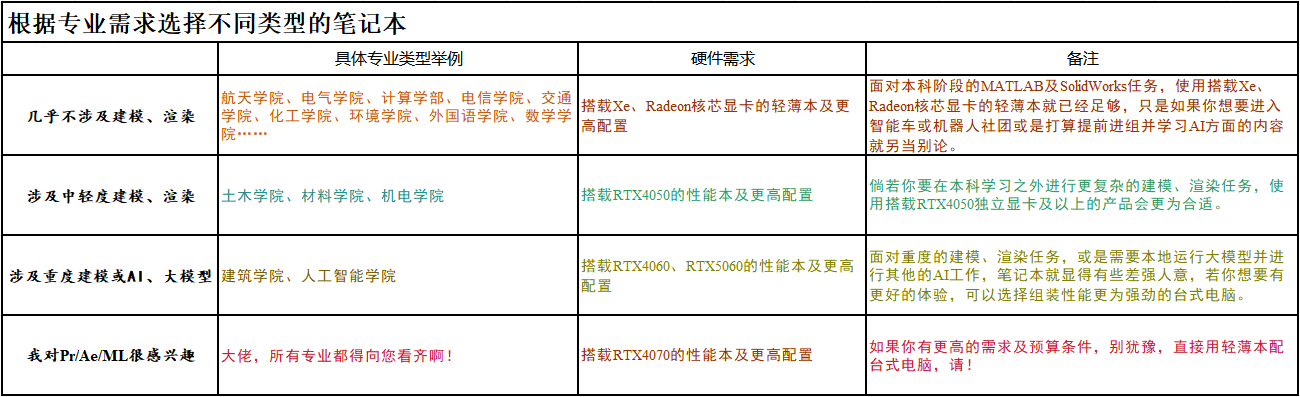 根据专业需求选择不同类型的笔记本
具体专业类型举例
硬件需求
备注
几乎不涉及建模、渲染
航天学院、电气学院、计算学部、电信学院、交通
学院、化工学院、环境学院、外国语学院、数学学
院……
搭载Xe、Radeon核芯显卡的轻薄本及更
高配置
面对本科阶段的MATLAB及SolidWorks任务，使用搭载Xe、
Radeon核芯显卡的轻薄本就已经足够，只是如果你想要进入
智能车或机器人社团或是打算提前进组并学习AI方面的内容
就另当别论。
涉及中轻度建模、渲染
土木学院、材料学院、机电学院
搭载RTX4050的性能本及更高配置
倘若你要在本科学习之外进行更复杂的建模、渲染任务，使
用搭载RTX4050独立显卡及以上的产品会更为合适。
涉及重度建模或AI、大模型
建筑学院、人工智能学院
搭载RTX4060、RTX5060的性能本及更高
配置
面对重度的建模、渲染任务，或是需要本地运行大模型并进
行其他的AI工作，笔记本就显得有些差强人意，若你想要有
更好的体验，可以选择组装性能更为强劲的台式电脑。
我对Pr/Ae/ML很感兴趣
大佬，所有专业都得向您看齐啊！
搭载RTX4070的性能本及更高配置
如果你有更高的需求及预算条件，别犹豫，直接用轻薄本配
台式电脑，请！